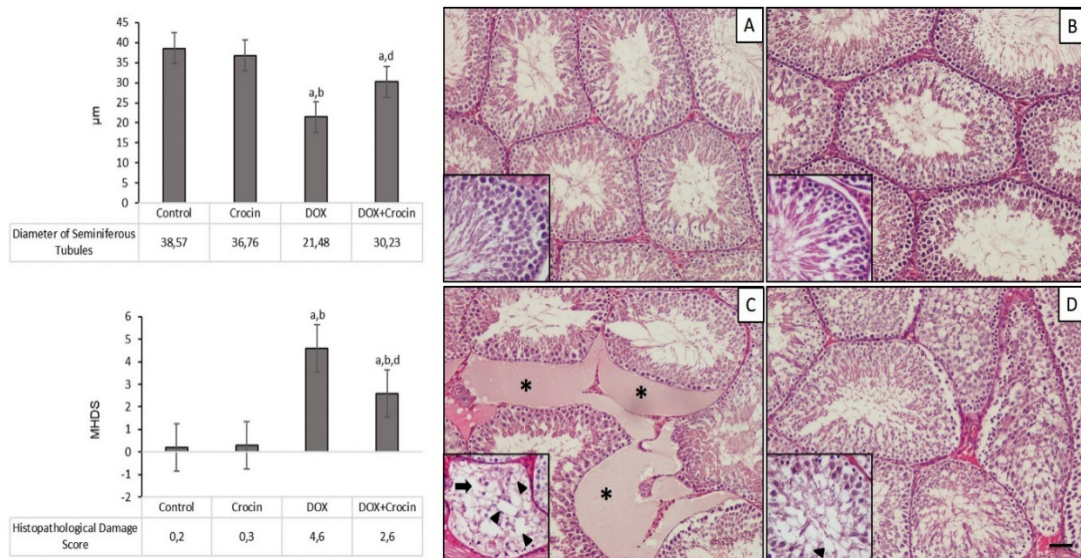 45
40
35
30
25
20
15
10
5
0
µm
a,b
a,d
Control Crocin DOX DOX+Crocin
Diameter of Seminiferous
Tubules
38,57 36,76 21,48 30,23
6
5
4
3
2
1
0
-1
-2
MHDS
a,b
a,b,d
Control Crocin DOX DOX+Crocin
Histopathological Damage
Score
0,2 0,3 4,6 2,6
A
B
C
*
*
*
D